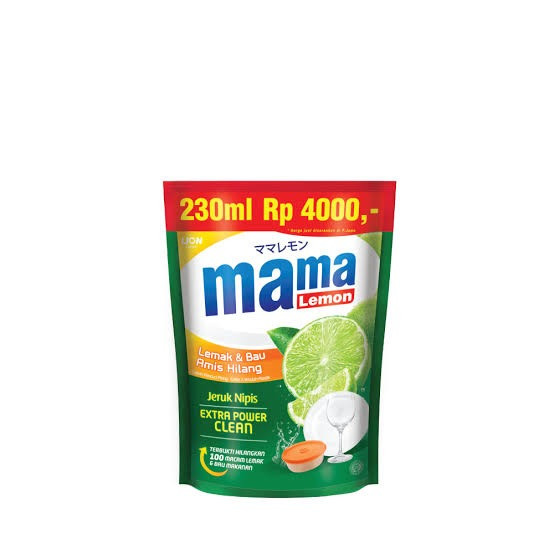 230ml Rp 4000,-
LION
ママレモン
mama
Lemon
Lemak & Bau
Amis Hilang
Jeruk Nipis
EXTRA POWER
CLEAN
TERBUKTI HILANGKAN
100 MACAM LEMAK
& BAU MAKANAN